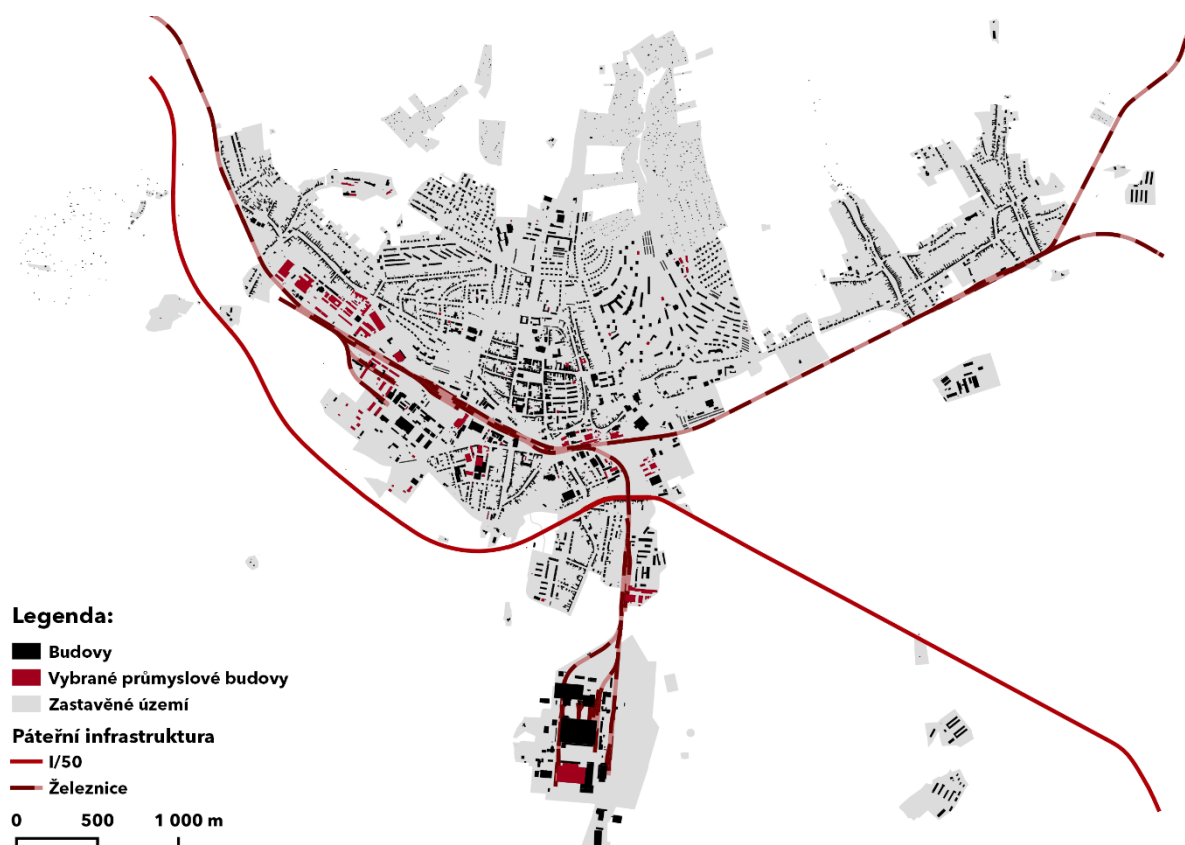 Legenda:
Budovy
Vybrané průmyslové budovy
Zastavěné území
Páteřní infrastruktura
I/50
Železnice
0 500 1 000 m